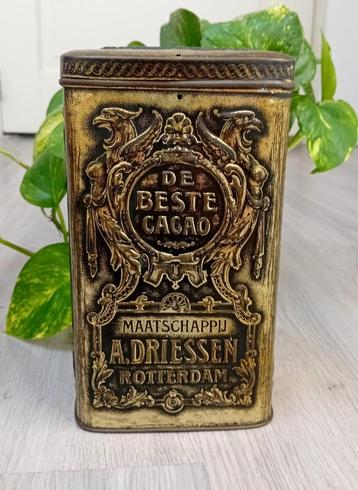 DE
BESTE
CACAO
MAATSCHAPPIJ
A. DRIESSEN
ROTTERDAM